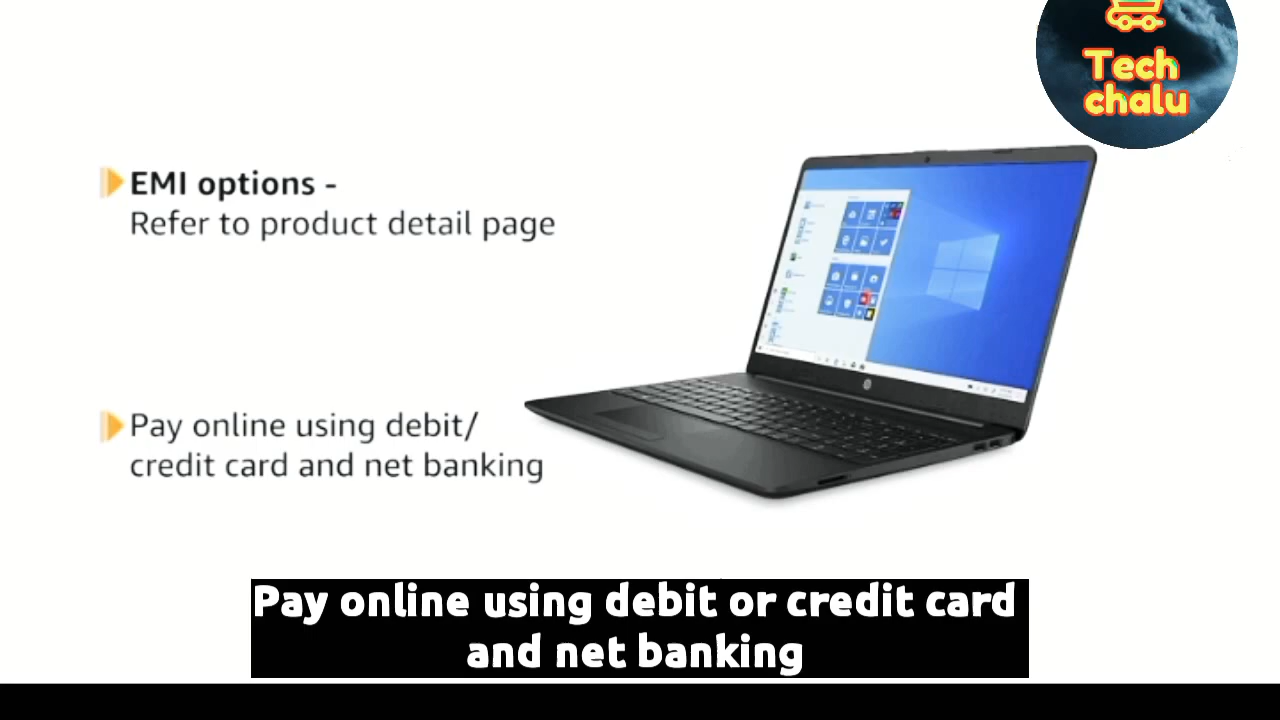 Tech
chalu
EMI options -
Refer to product detail page
Pay online using debit/
credit card and net banking
Pay online using debit or credit card
and net banking